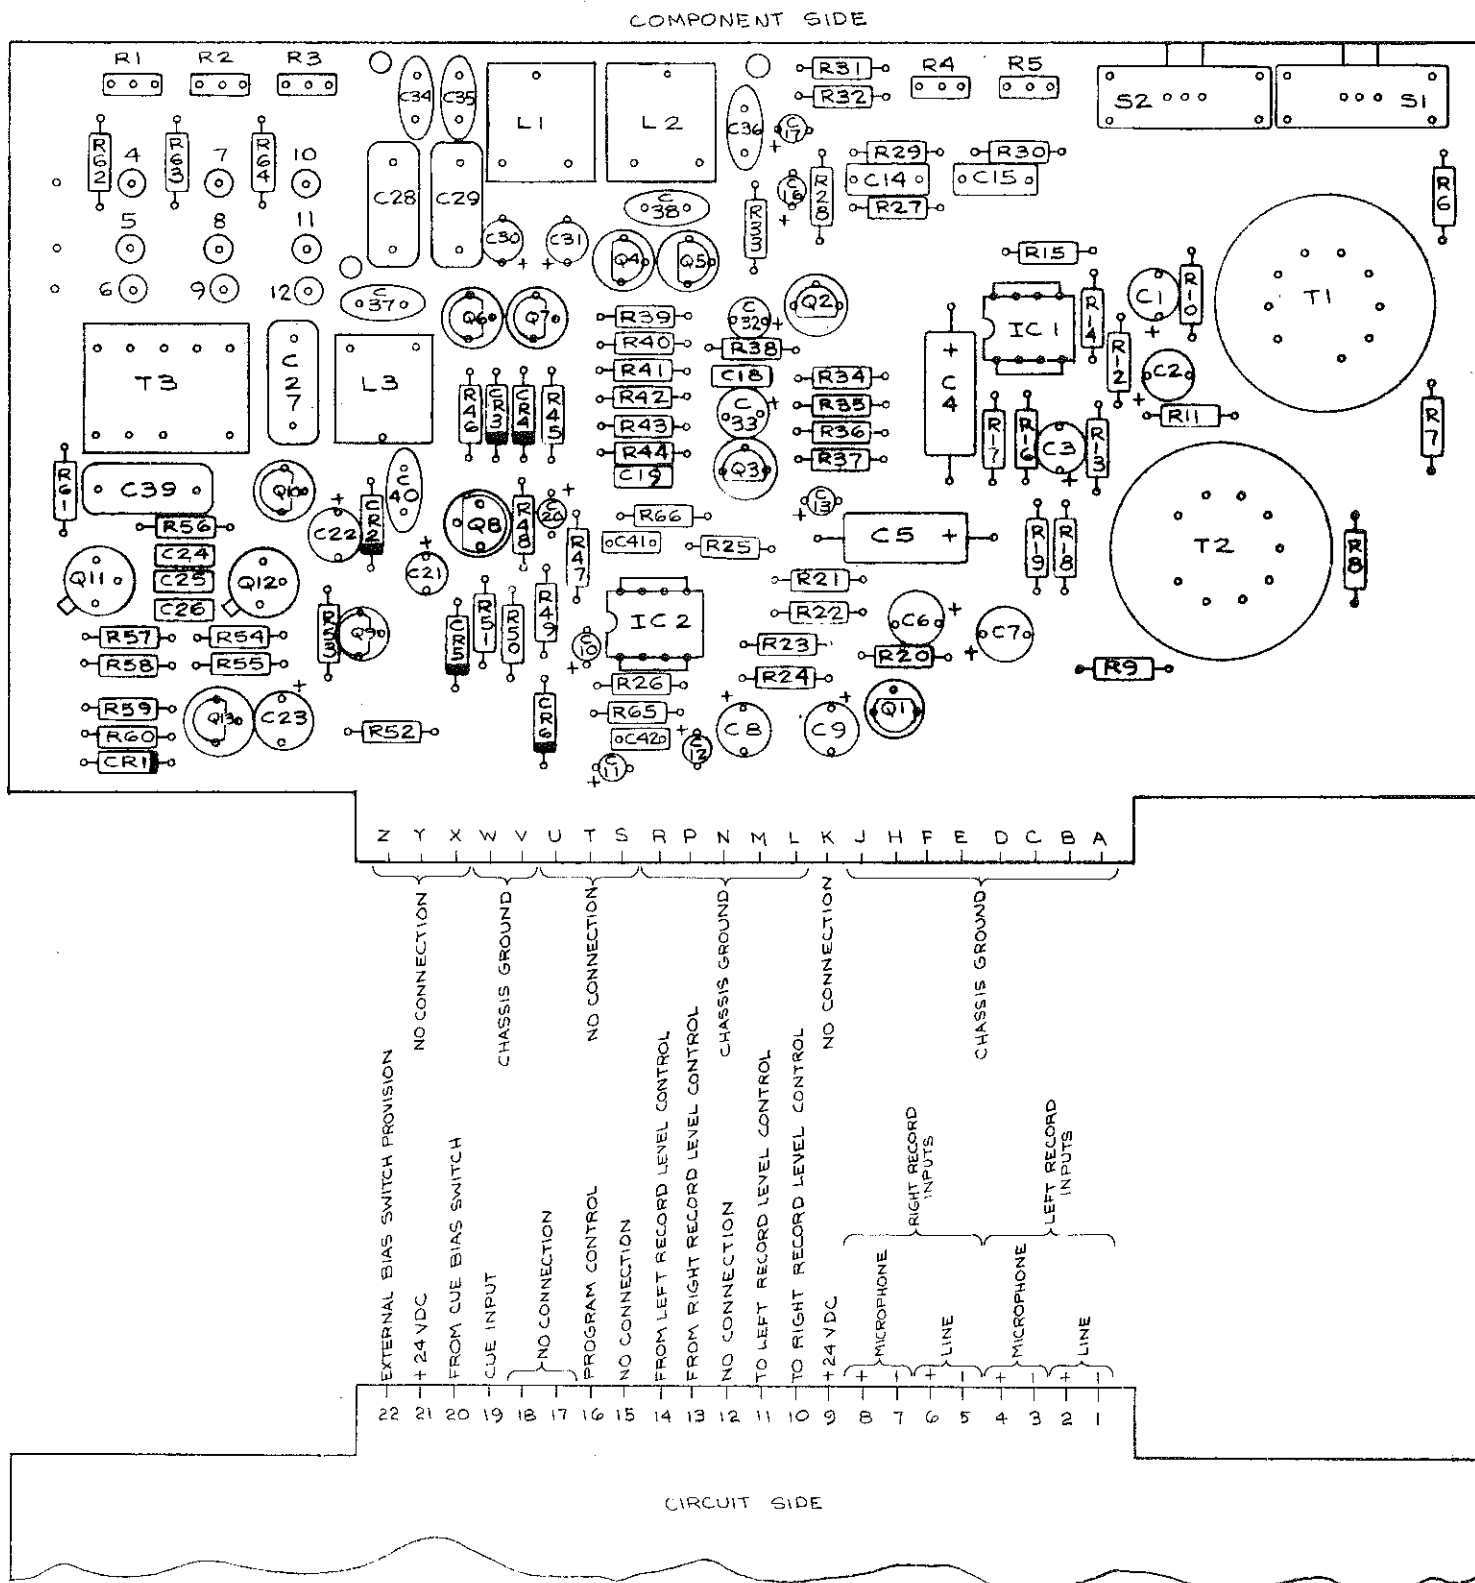 COMPONENT SIDE
R1 R2 R3 R4 R5
R31
R32
C34 C35 L1 L2 C36 C17 S2 S1
R62 4 R63 7 R64 10
C28 C29 C38 R33 C16 R28
R29 R30
C14 C15
R27
R6
5 8 11
C30 C31 Q4 Q5
R15
6 9 12
C37 Q6 Q7 Q2
R14 C1 R10 T1
T3 C27 L3
R39 C32
R40 R38
R41 C18
R42 C33
R43
R44 Q3
C19
IC1
R12 C2
R11
C4
R34
R35
R36
R37
R17 R16 C3 R13
R7
R46 CR3 CR4 R45
R61 C39 Q10 C40
C22 CR2 Q8 R48 C20
R56
C24
C25
C26
Q11 Q12
C21 R47
R66
C41 R25
C13
C5
R19 R18
T2
R8
R21
R22
C6 C7
R57 R54
R58 R55
R53 Q9 CR5 R51 R50 R49 C10
IC2
R23
R24
R20
R9
R59
R60
CR1
Q13 C23
R52
CR6
R26
R65
C42
C11 C12
C8 C9 Q1
Z Y X W V U T S R P N M L K J H F E D C B A
NO CONNECTION
CHASSIS GROUND
NO CONNECTION
CHASSIS GROUND
NO CONNECTION
CHASSIS GROUND
EXTERNAL BIAS SWITCH PROVISION
+24 VDC
FROM CUE BIAS SWITCH
CUE INPUT
NO CONNECTION
PROGRAM CONTROL
NO CONNECTION
FROM LEFT RECORD LEVEL CONTROL
FROM RIGHT RECORD LEVEL CONTROL
NO CONNECTION
TO LEFT RECORD LEVEL CONTROL
TO RIGHT RECORD LEVEL CONTROL
+24 VDC
RIGHT RECORD
INPUTS
LEFT RECORD
INPUTS
MICROPHONE
LINE
MICROPHONE
LINE
+ - + - + - + -
22 21 20 19 18 17 16 15 14 13 12 11 10 9 8 7 6 5 4 3 2 1
CIRCUIT SIDE